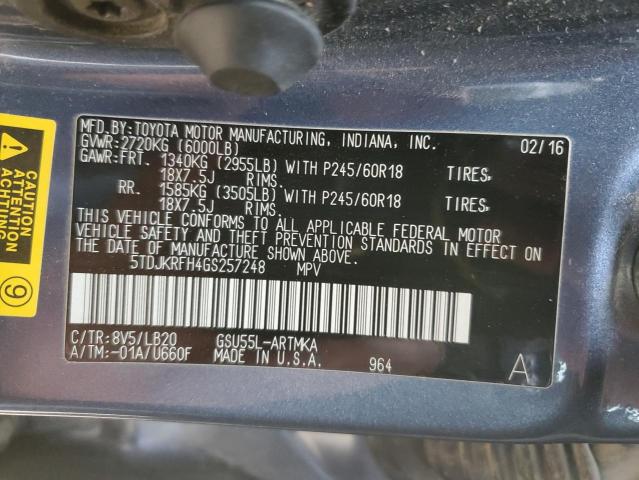 MFD.BY:TOYOTA MOTOR MANUFACTURING, INDIANA, INC. 02/16
GVWR:2720KG (6000LB)
GAWR:FRT. 1340KG (2955LB) WITH P245/60R18 TIRES,
18X7.5J RIMS.
RR. 1585KG (3505LB) WITH P245/60R18 TIRES,
18X7.5J RIMS.
THIS VEHICLE CONFORMS TO ALL APPLICABLE FEDERAL MOTOR
VEHICLE SAFETY AND THEFT PREVENTION STANDARDS IN EFFECT
ON THE DATE OF MANUFACTURE SHOWN ABOVE.
5TDJKRFH4GS257248 MPV
C/TR:8V5/LB20 GSU55L-ARTMKA
A/TM:-01A/U660F MADE IN U.S.A. 964 A
CAUTION
ATTENTION
ACHTUNG
9